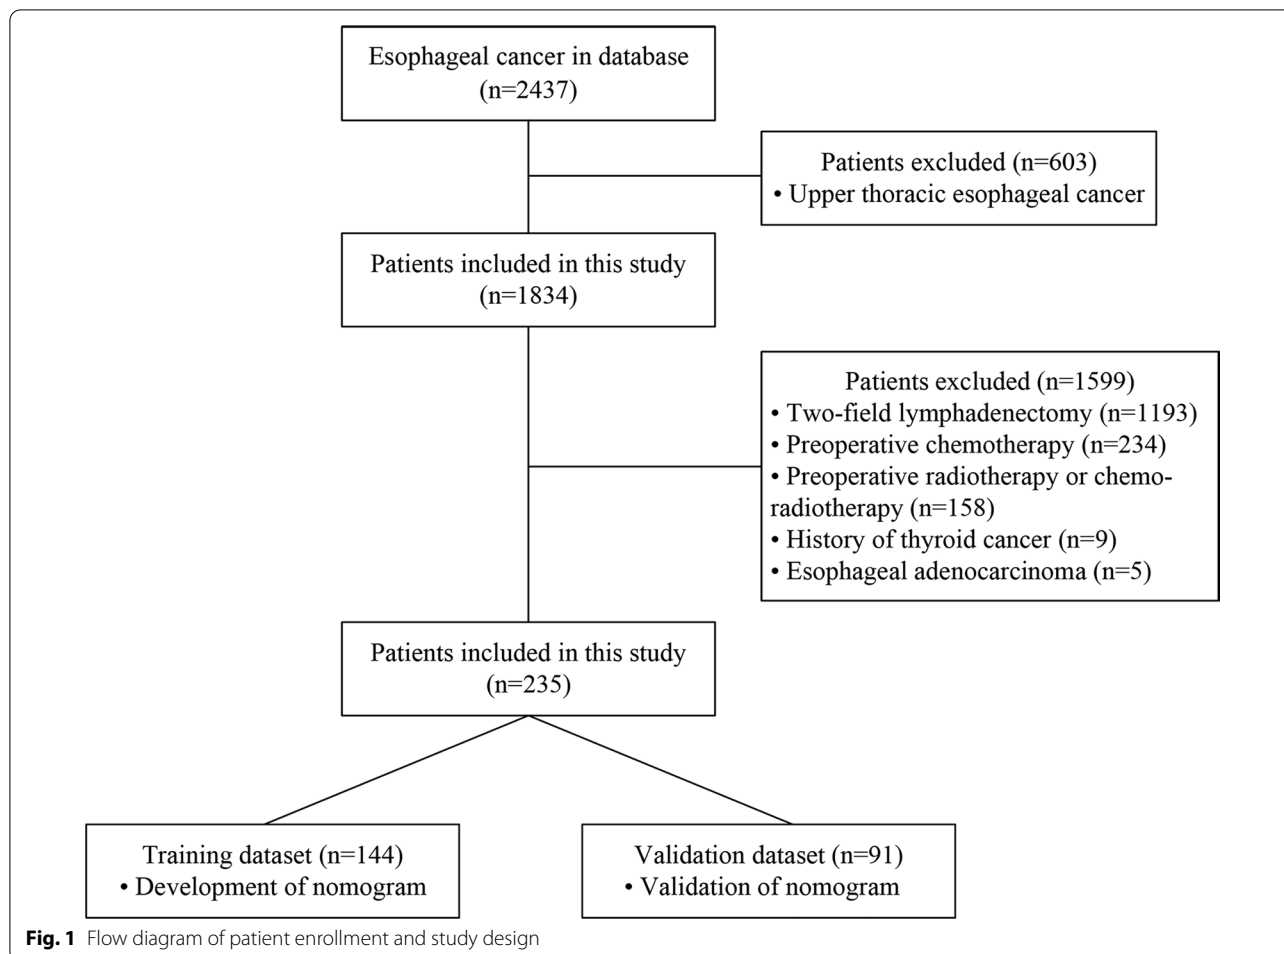 Esophageal cancer in database
(n=2437)
Patients excluded (n=603)
• Upper thoracic esophageal cancer
Patients included in this study
(n=1834)
Patients excluded (n=1599)
• Two-field lymphadenectomy (n=1193)
• Preoperative chemotherapy (n=234)
• Preoperative radiotherapy or chemo-
radiotherapy (n=158)
• History of thyroid cancer (n=9)
• Esophageal adenocarcinoma (n=5)
Patients included in this study
(n=235)
Training dataset (n=144)
• Development of nomogram
Validation dataset (n=91)
• Validation of nomogram
Fig. 1 Flow diagram of patient enrollment and study design